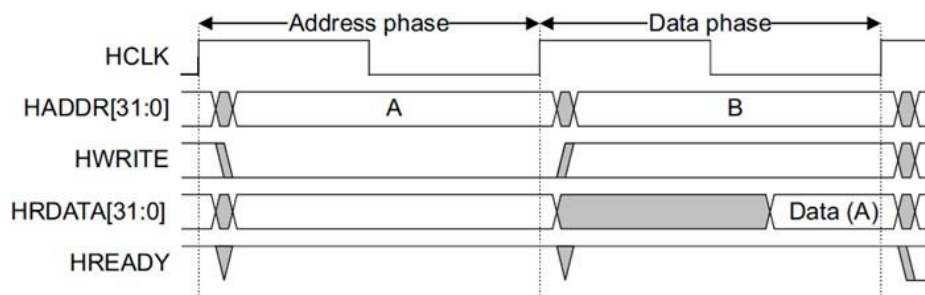 Address phase Data phase
HCLK
HADDR[31:0] A B
HWRITE
HRDATA[31:0] Data (A)
HREADY